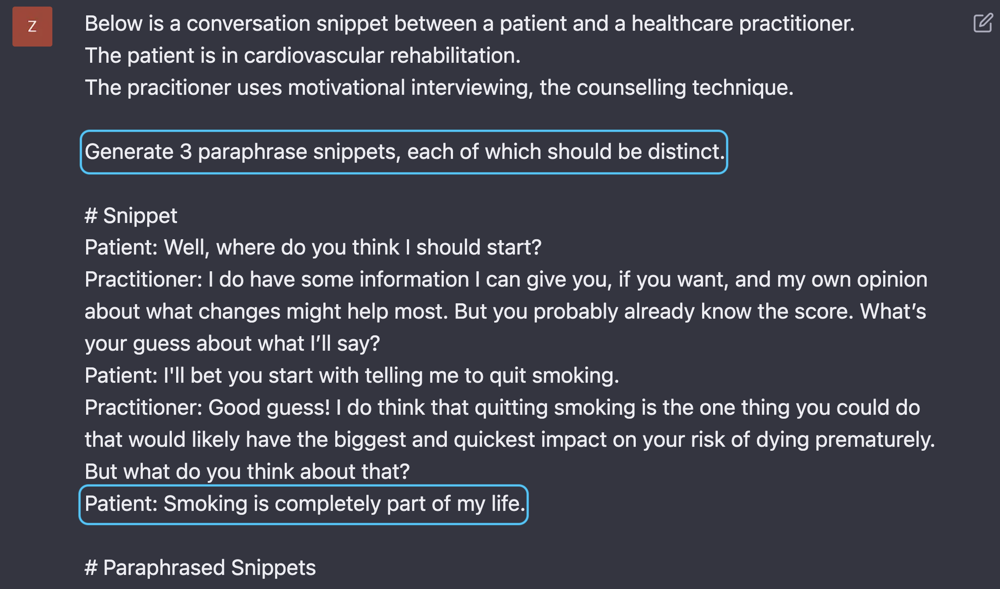 Z
Below is a conversation snippet between a patient and a healthcare practitioner.
The patient is in cardiovascular rehabilitation.
The pracitioner uses motivational interviewing, the counselling technique.
Generate 3 paraphrase snippets, each of which should be distinct.
# Snippet
Patient: Well, where do you think I should start?
Practitioner: I do have some information I can give you, if you want, and my own opinion
about what changes might help most. But you probably already know the score. What’s
your guess about what I’ll say?
Patient: I'll bet you start with telling me to quit smoking.
Practitioner: Good guess! I do think that quitting smoking is the one thing you could do
that would likely have the biggest and quickest impact on your risk of dying prematurely.
But what do you think about that?
Patient: Smoking is completely part of my life.
# Paraphrased Snippets